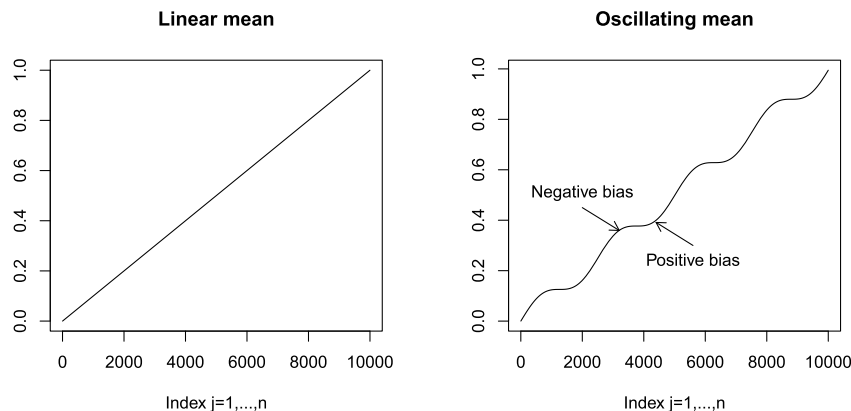 Linear mean
1.0
0.8
0.6
0.4
0.2
0.0
0 2000 4000 6000 8000 10000
Index j=1,...,n
Oscillating mean
1.0
0.8
0.6
0.4
0.2
0.0
Negative bias
Positive bias
0 2000 4000 6000 8000 10000
Index j=1,...,n